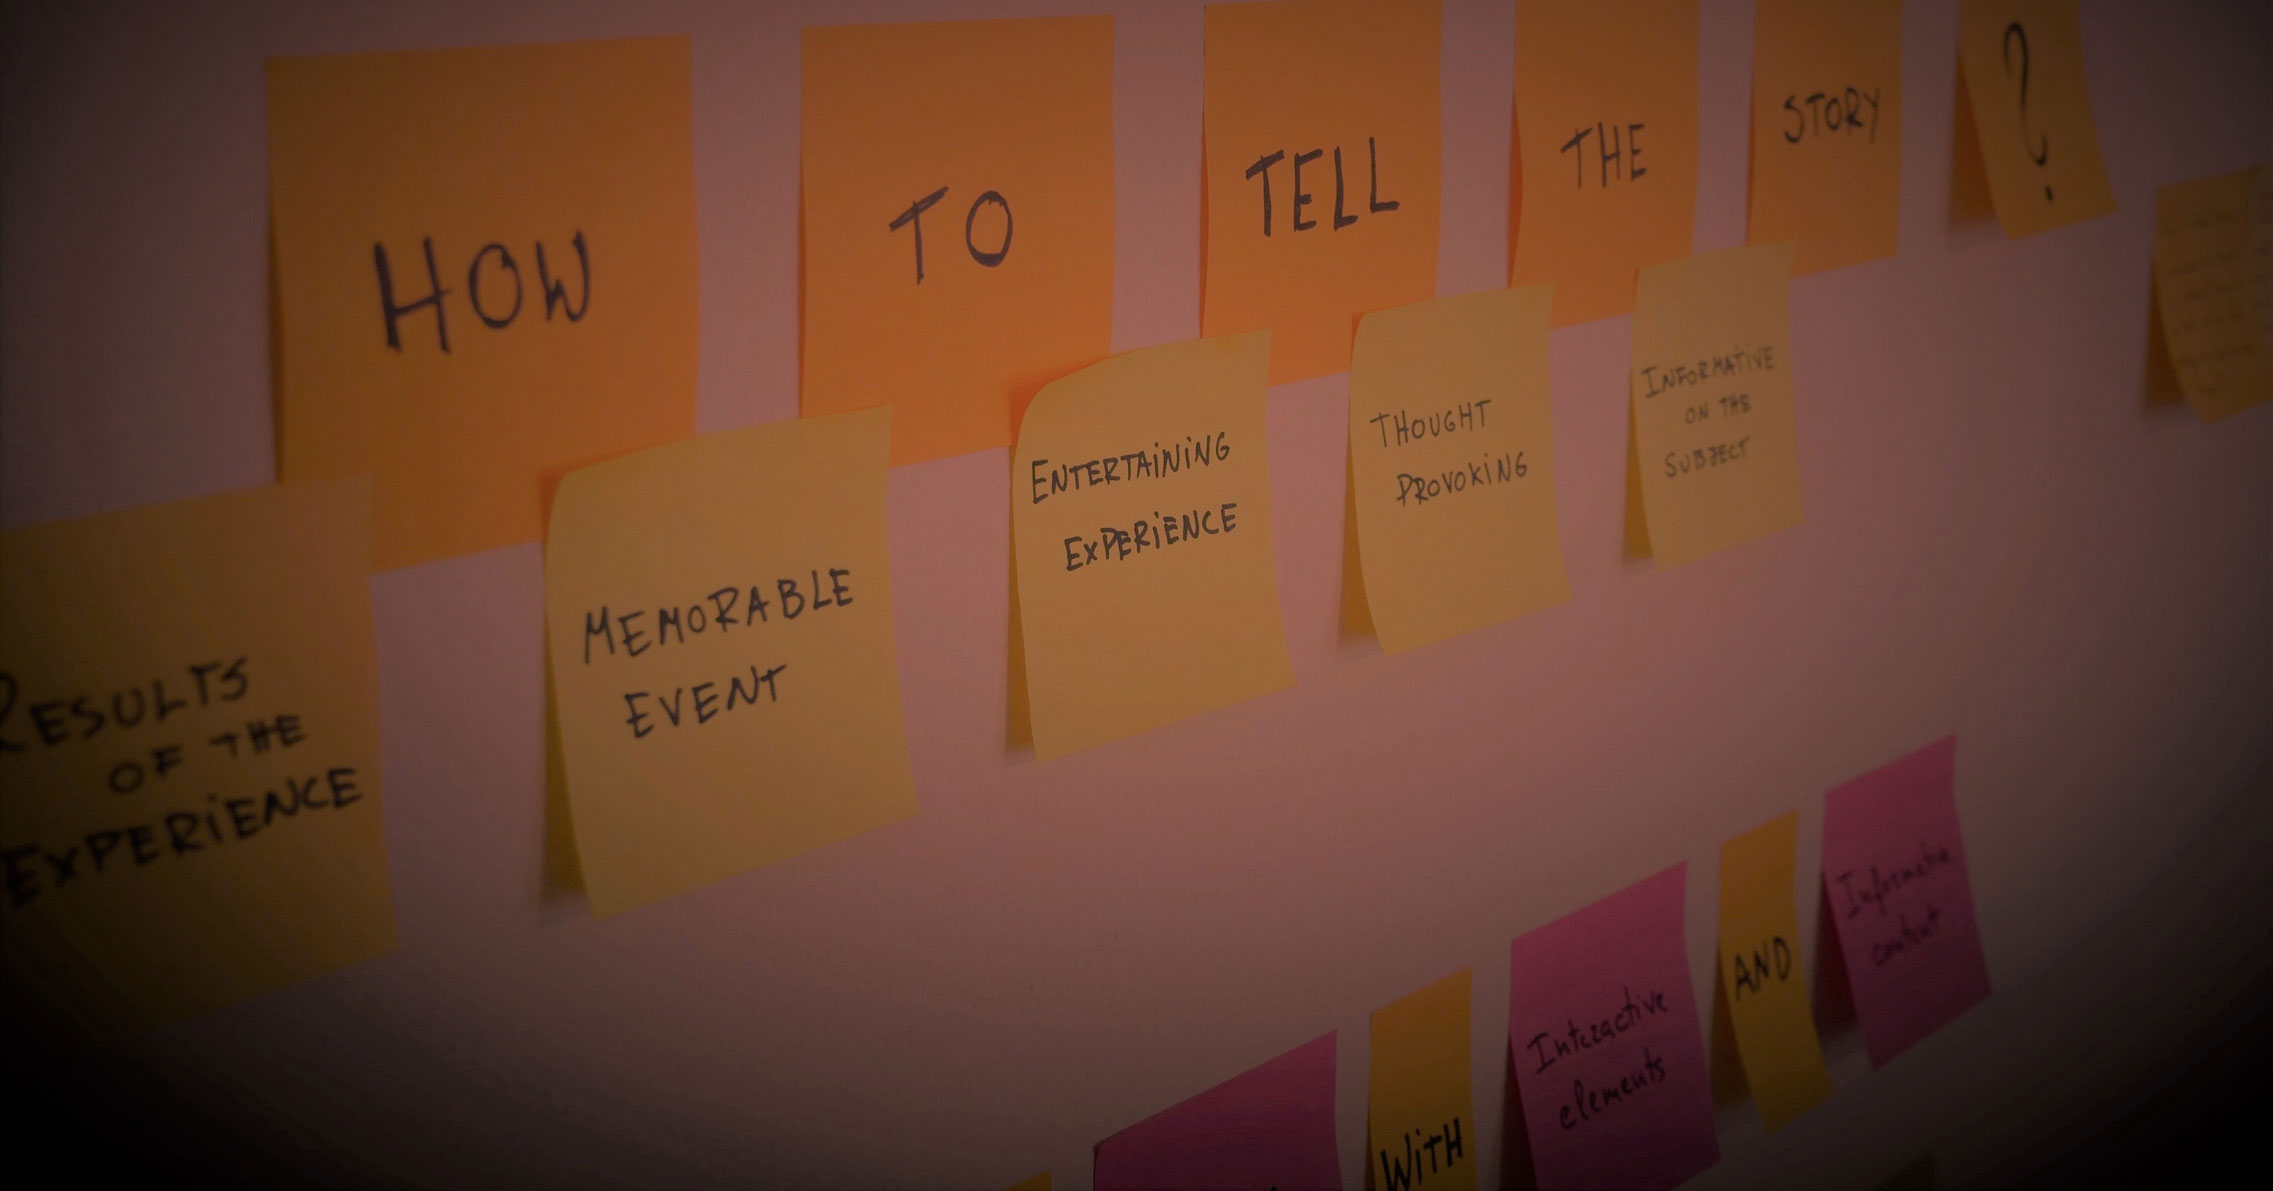 HOW
TO
TELL
THE
STORY
?
RESULTS
OF THE
EXPERIENCE
MEMORABLE
EVENT
ENTERTAINING
EXPERIENCE
THOUGHT
PROVOKING
INFORMATIVE
ON THE
SUBJECT
WITH
Interactive
elements
AND
Informative
content